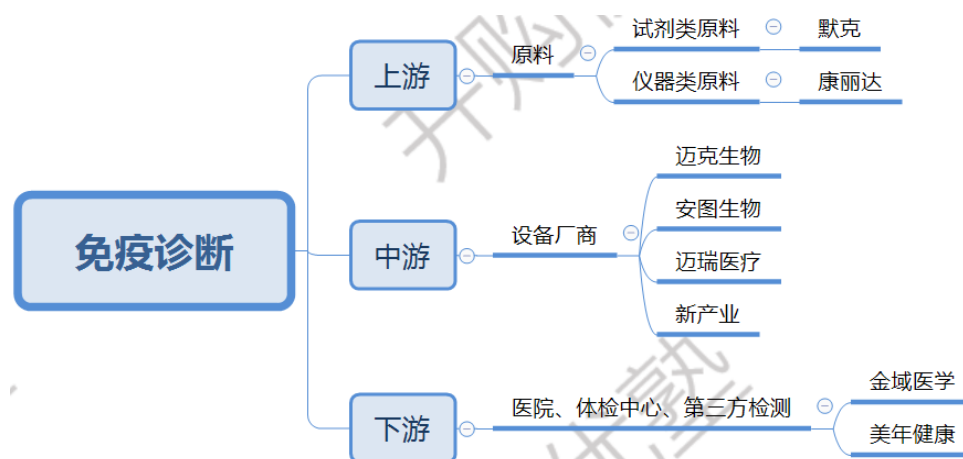 免疫诊断
上游
原料
试剂类原料
默克
仪器类原料
康丽达
中游
设备厂商
迈克生物
安图生物
迈瑞医疗
新产业
下游
医院、体检中心、第三方检测
金域医学
美年健康